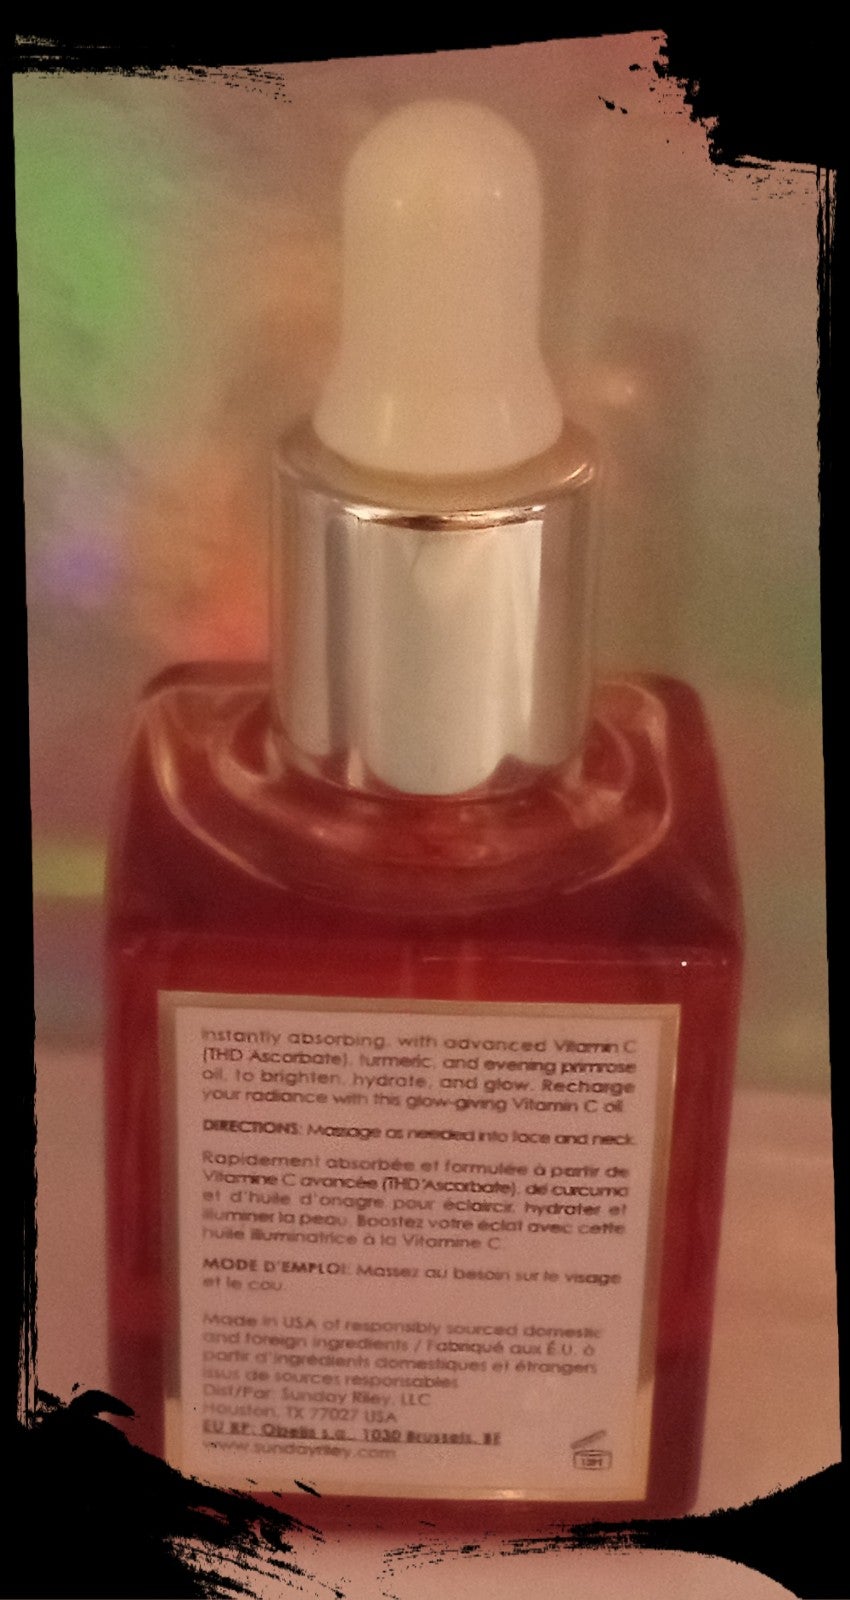 Instantly absorbing, with advanced Vitamin C
(THD Ascorbate), turmeric, and evening primrose
oil, to brighten, hydrate, and glow. Recharge
your radiance with this glow-giving Vitamin C oil.
DIRECTIONS: Massage as needed into face and neck.
Rapidement absorbée et formulée à partir de
Vitamine C avancée (THD Ascorbate), de curcuma
et d'huile d'onagre pour éclaircir, hydrater et
illuminer la peau. Boostez votre éclat avec cette
huile illuminatrice à la Vitamine C.
MODE D'EMPLOI: Massez au besoin sur le visage
et le cou.
Made in USA of responsibly sourced domestic
and foreign ingredients / Fabriqué aux É.U. à
partir d'ingrédients domestiques et étrangers
issus de sources responsables
Dist/Par: Sunday Riley, LLC
Houston, TX 77027 USA
EU RP: Obelis s.a., 1030 Brussels, BE
www.sundayriley.com